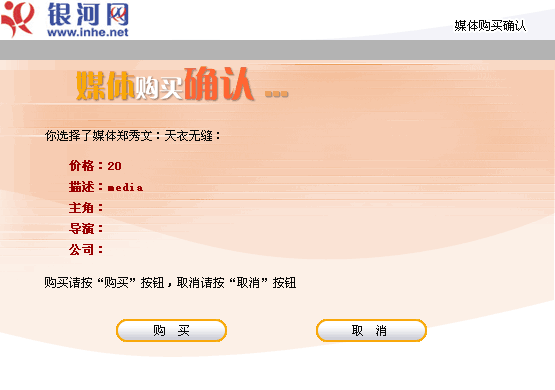 银河网
www.inhe.net
媒体购买确认
媒体购买确认 ...
你选择了媒体郑秀文：天衣无缝：
价格：20
描述：media
主角：
导演：
公司：
购买请按“购买”按钮，取消请按“取消”按钮
购 买
取 消